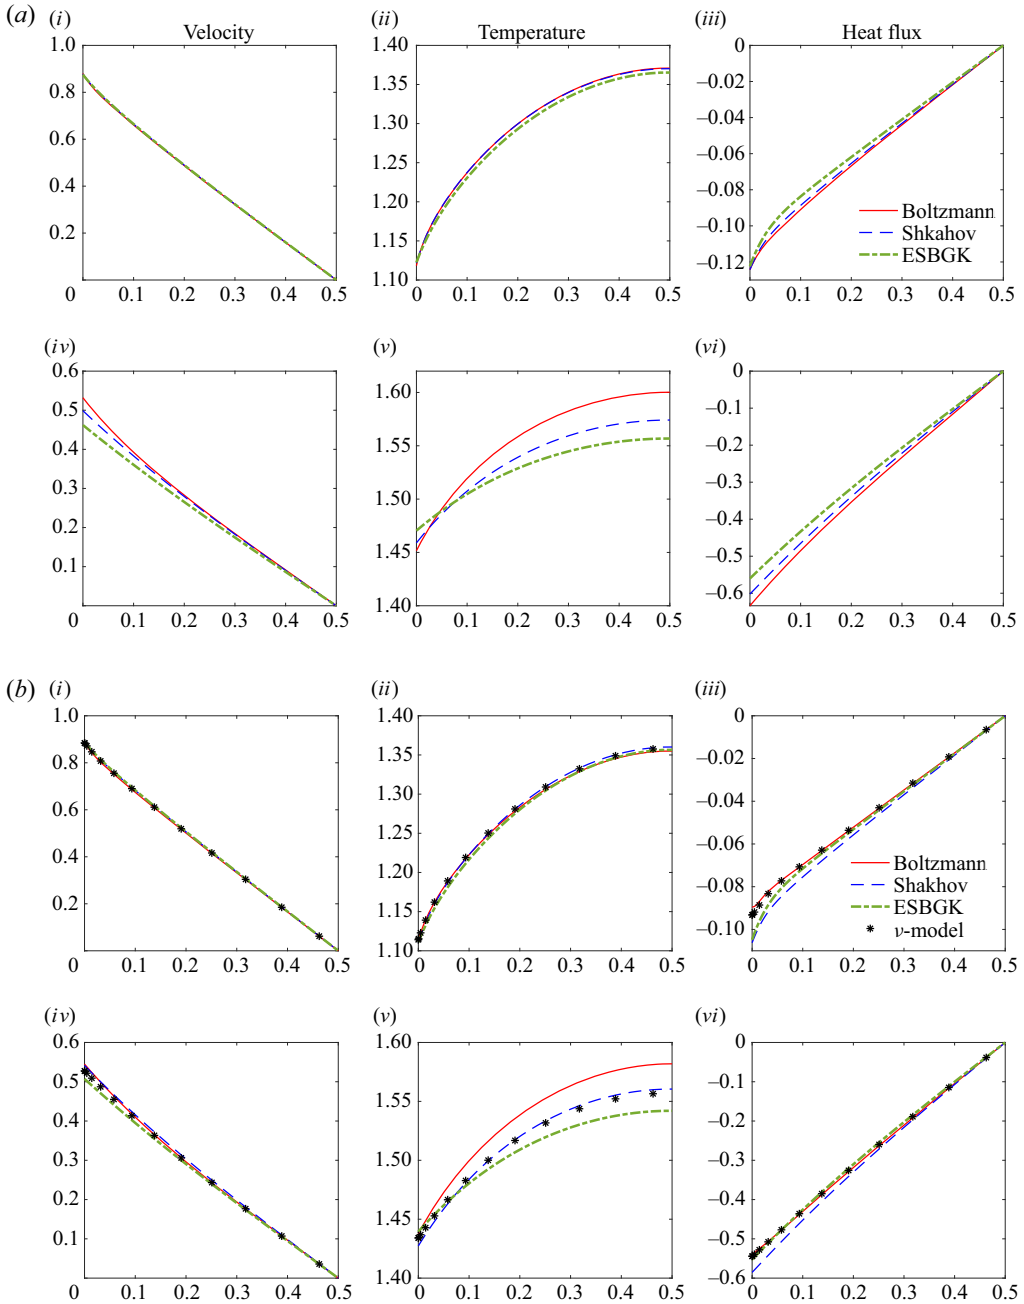 (a) (i) Velocity (ii) Temperature (iii) Heat flux
1.0 0.8 0.6 0.4 0.2
0 0.1 0.2 0.3 0.4 0.5
1.40 1.35 1.30 1.25 1.20 1.15 1.10
0 0.1 0.2 0.3 0.4 0.5
0 –0.02 –0.04 –0.06 –0.08 –0.10 –0.12
Boltzmann
Shkahov
ESBGK
0 0.1 0.2 0.3 0.4 0.5
(iv) (v) (vi)
0.6 0.5 0.4 0.3 0.2 0.1
0 0.1 0.2 0.3 0.4 0.5
1.60 1.55 1.50 1.45 1.40
0 0.1 0.2 0.3 0.4 0.5
0 –0.1 –0.2 –0.3 –0.4 –0.5 –0.6
0 0.1 0.2 0.3 0.4 0.5
(b) (i) (ii) (iii)
1.0 0.8 0.6 0.4 0.2
0 0.1 0.2 0.3 0.4 0.5
1.40 1.35 1.30 1.25 1.20 1.15 1.10
0 0.1 0.2 0.3 0.4 0.5
0 –0.02 –0.04 –0.06 –0.08 –0.10
Boltzmann
Shakhov
ESBGK
ν-model
0 0.1 0.2 0.3 0.4 0.5
(iv) (v) (vi)
0.6 0.5 0.4 0.3 0.2 0.1
0 0.1 0.2 0.3 0.4 0.5
1.60 1.55 1.50 1.45 1.40
0 0.1 0.2 0.3 0.4 0.5
0 –0.1 –0.2 –0.3 –0.4 –0.5 –0.6
0 0.1 0.2 0.3 0.4 0.5